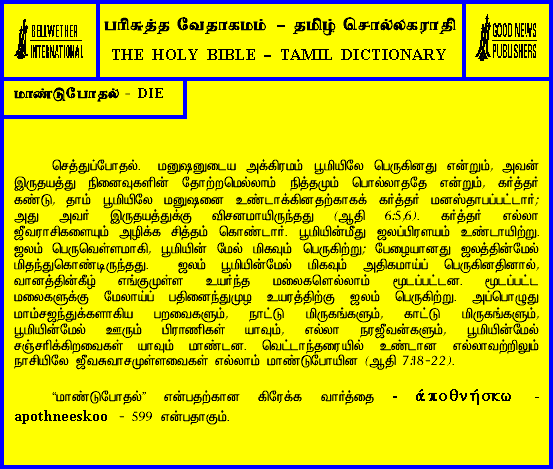 BELLWETHER
INTERNATIONAL
பரிசுத்த வேதாகமம் – தமிழ் சொல்லகராதி
THE HOLY BIBLE – TAMIL DICTIONARY
GOOD NEWS
PUBLISHERS
மாண்டுபோதல் - DIE
செத்துப்போதல். மனுஷனுடைய அக்கிரமம் பூமியிலே பெருகினது என்றும், அவன்
இருதயத்து நினைவுகளின் தோற்றமெல்லாம் நித்தமும் பொல்லாததே என்றும், கர்த்தர்
கண்டு, தாம் பூமியிலே மனுஷனை உண்டாக்கினதற்காகக் கர்த்தர் மனஸ்தாபப்பட்டார்;
அது அவர் இருதயத்துக்கு விசனமாயிருந்தது (ஆதி 6:5,6). கர்த்தர் எல்லா
ஜீவராசிகளையும் அழிக்க சித்தம் கொண்டார். பூமியின்மீது ஜலப்பிரளயம் உண்டாயிற்று.
ஜலம் பெருவெள்ளமாகி, பூமியின் மேல் மிகவும் பெருகிற்று; பேழையானது ஜலத்தின்மேல்
மிதந்துகொண்டிருந்தது. ஜலம் பூமியின்மேல் மிகவும் அதிகமாய்ப் பெருகினதினால்,
வானத்தின்கீழ் எங்குமுள்ள உயர்ந்த மலைகளெல்லாம் மூடப்பட்டன. மூடப்பட்ட
மலைகளுக்கு மேலாய்ப் பதினைந்துமுழ உயரத்திற்கு ஜலம் பெருகிற்று. அப்பொழுது
மாம்சஜந்துக்களாகிய பறவைகளும், நாட்டு மிருகங்களும், காட்டு மிருகங்களும்,
பூமியின்மேல் ஊரும் பிராணிகள் யாவும், எல்லா நரஜீவன்களும், பூமியின்மேல்
சஞ்சரிக்கிறவைகள் யாவும் மாண்டன. வெட்டாந்தரையில் உண்டான எல்லாவற்றிலும்
நாசியிலே ஜீவசுவாசமுள்ளவைகள் எல்லாம் மாண்டுபோயின (ஆதி 7:18-22).
“மாண்டுபோதல்” என்பதற்கான கிரேக்க வார்த்தை - ἀποθνήσκω -
apothneeskoo - 599 என்பதாகும்.